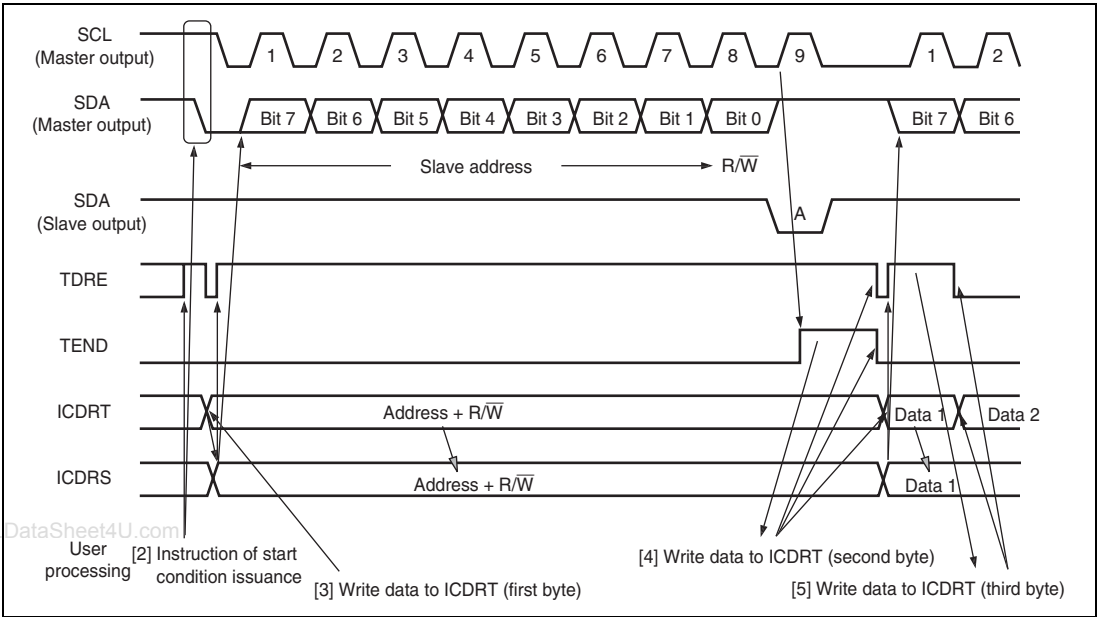 SCL
(Master output)
1 2 3 4 5 6 7 8 9 1 2
SDA
(Master output)
Bit 7 Bit 6 Bit 5 Bit 4 Bit 3 Bit 2 Bit 1 Bit 0 Bit 7 Bit 6
Slave address R/W̅
SDA
(Slave output)
A
TDRE
TEND
ICDRT
Address + R/W̅ Data 1 Data 2
ICDRS
Address + R/W̅ Data 1
DataSheet4U.com
User
processing
[2] Instruction of start
condition issuance
[3] Write data to ICDRT (first byte)
[4] Write data to ICDRT (second byte)
[5] Write data to ICDRT (third byte)